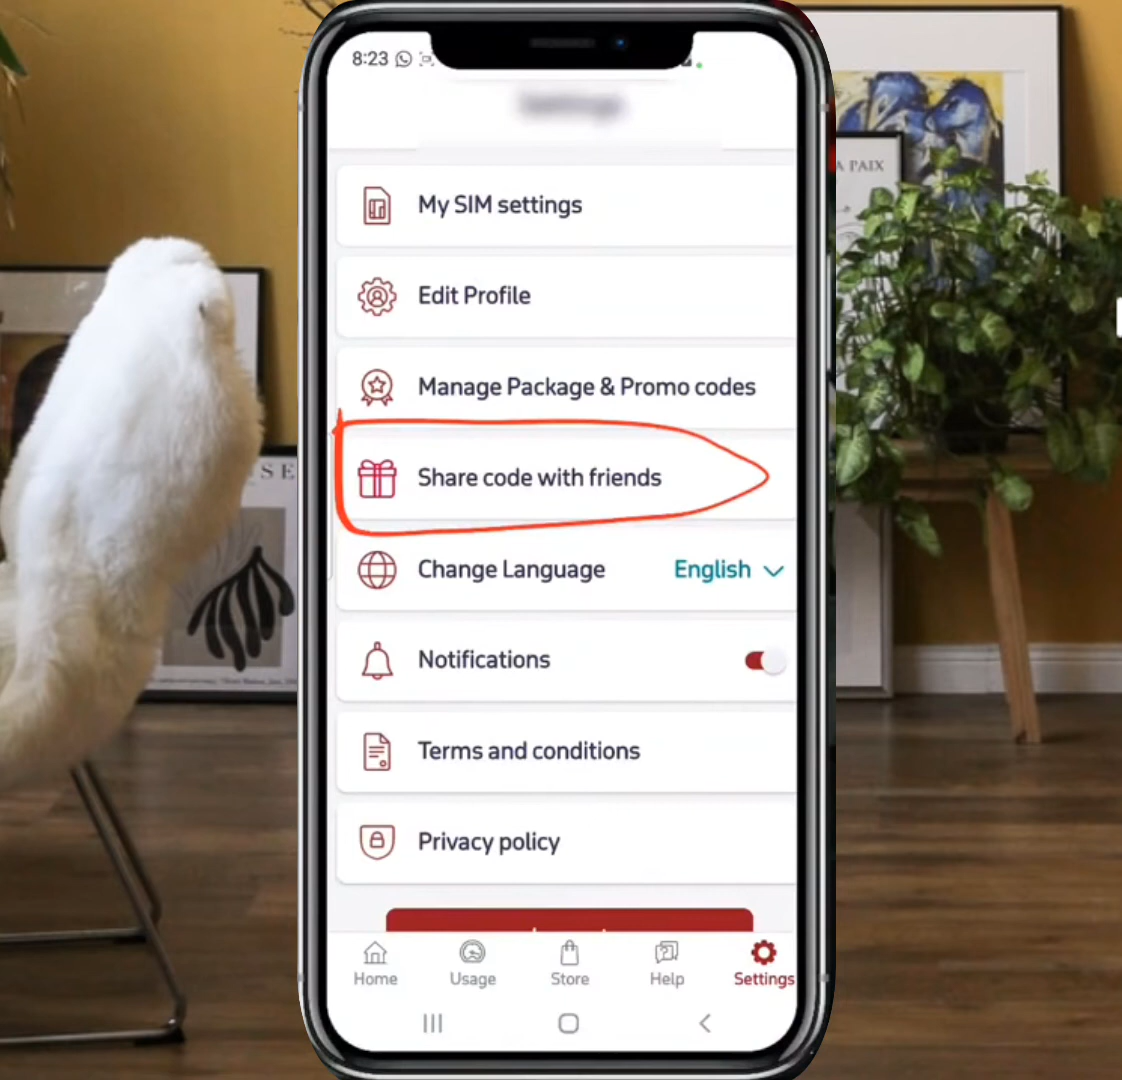 8:23
A PAIX
My SIM settings
Edit Profile
Manage Package & Promo codes
Share code with friends
S E
Change Language English
Notifications
Terms and conditions
Privacy policy
Home Usage Store Help Settings